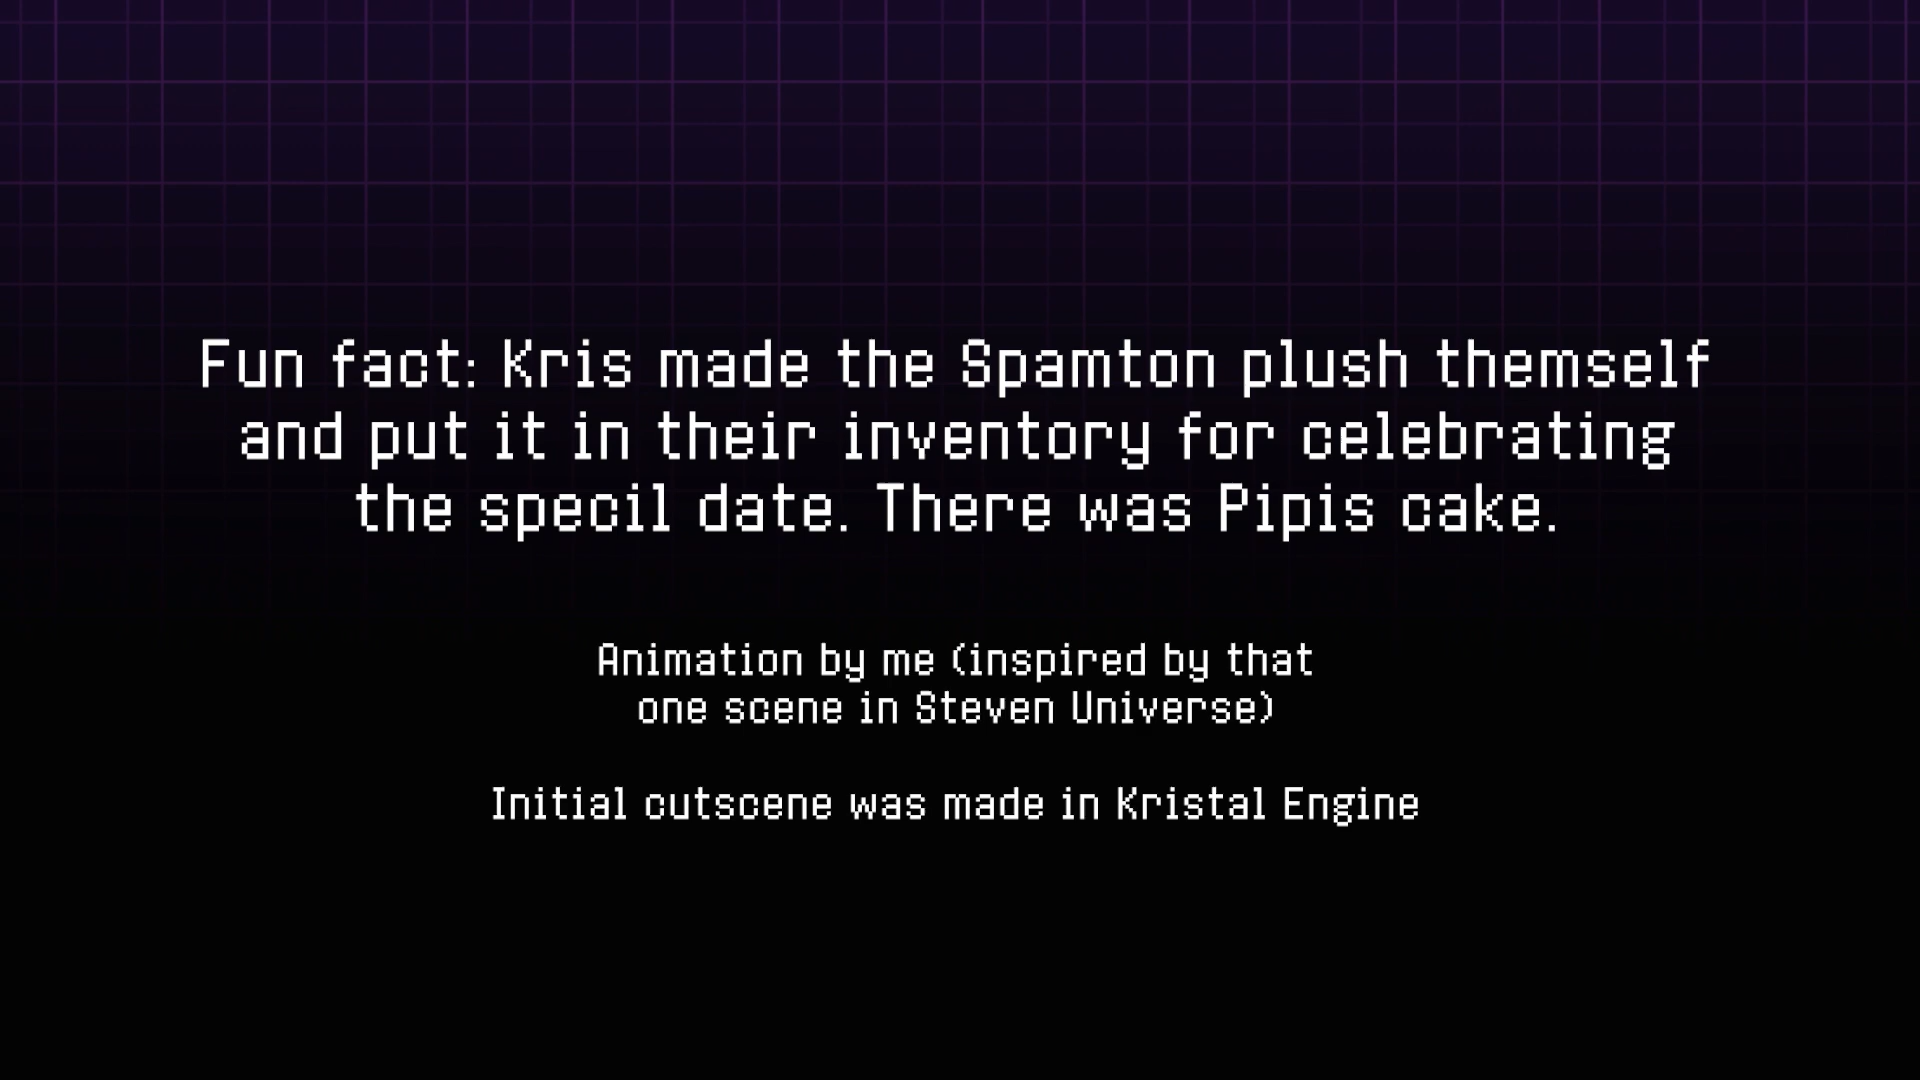 Fun fact: Kris made the Spamton plush themself
and put it in their inventory for celebrating
the specil date. There was Pipis cake.
Animation by me (inspired by that
one scene in Steven Universe)
Initial cutscene was made in Kristal Engine